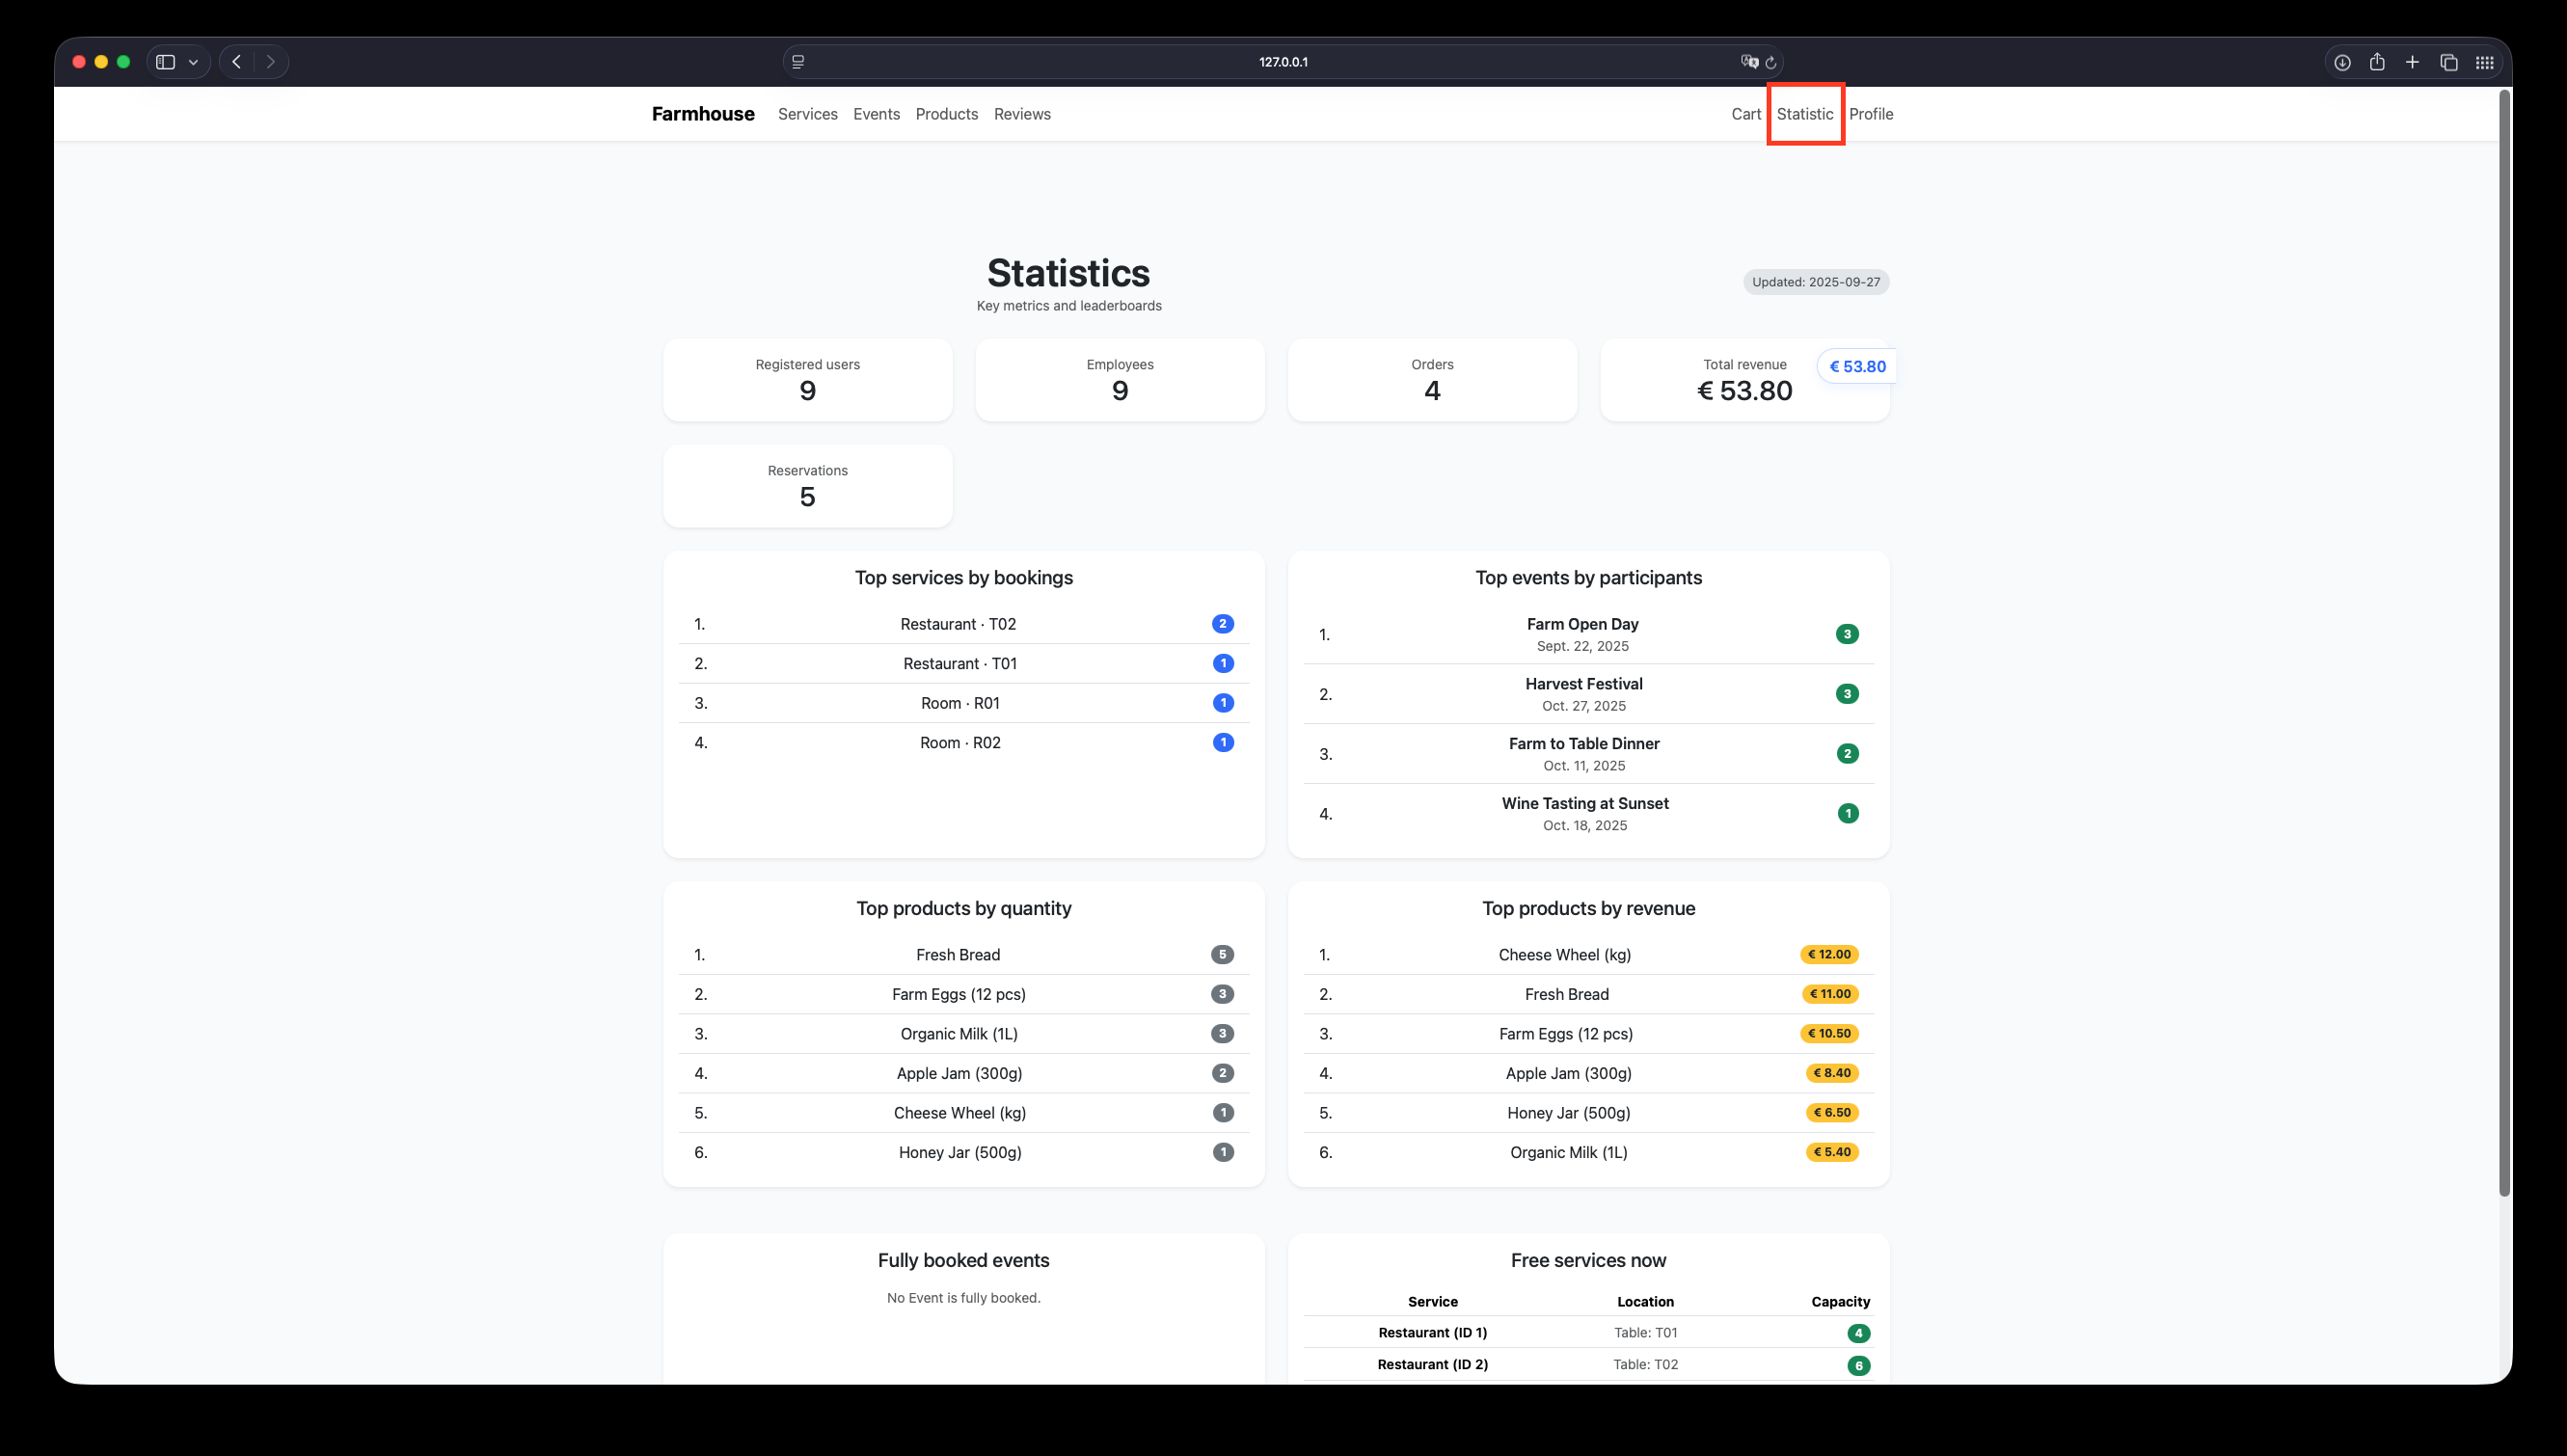 127.0.0.1
Farmhouse Services Events Products Reviews Cart Statistic Profile
Statistics
Key metrics and leaderboards
Updated: 2025-09-27
Registered users
9
Employees
9
Orders
4
Total revenue
€ 53.80
€ 53.80
Reservations
5
Top services by bookings
1. Restaurant · T02 2
2. Restaurant · T01 1
3. Room · R01 1
4. Room · R02 1
Top events by participants
1. Farm Open Day 3
Sept. 22, 2025
2. Harvest Festival 3
Oct. 27, 2025
3. Farm to Table Dinner 2
Oct. 11, 2025
4. Wine Tasting at Sunset 1
Oct. 18, 2025
Top products by quantity
1. Fresh Bread 5
2. Farm Eggs (12 pcs) 3
3. Organic Milk (1L) 3
4. Apple Jam (300g) 2
5. Cheese Wheel (kg) 1
6. Honey Jar (500g) 1
Top products by revenue
1. Cheese Wheel (kg) € 12.00
2. Fresh Bread € 11.00
3. Farm Eggs (12 pcs) € 10.50
4. Apple Jam (300g) € 8.40
5. Honey Jar (500g) € 6.50
6. Organic Milk (1L) € 5.40
Fully booked events
No Event is fully booked.
Free services now
Service Location Capacity
Restaurant (ID 1) Table: T01 4
Restaurant (ID 2) Table: T02 6